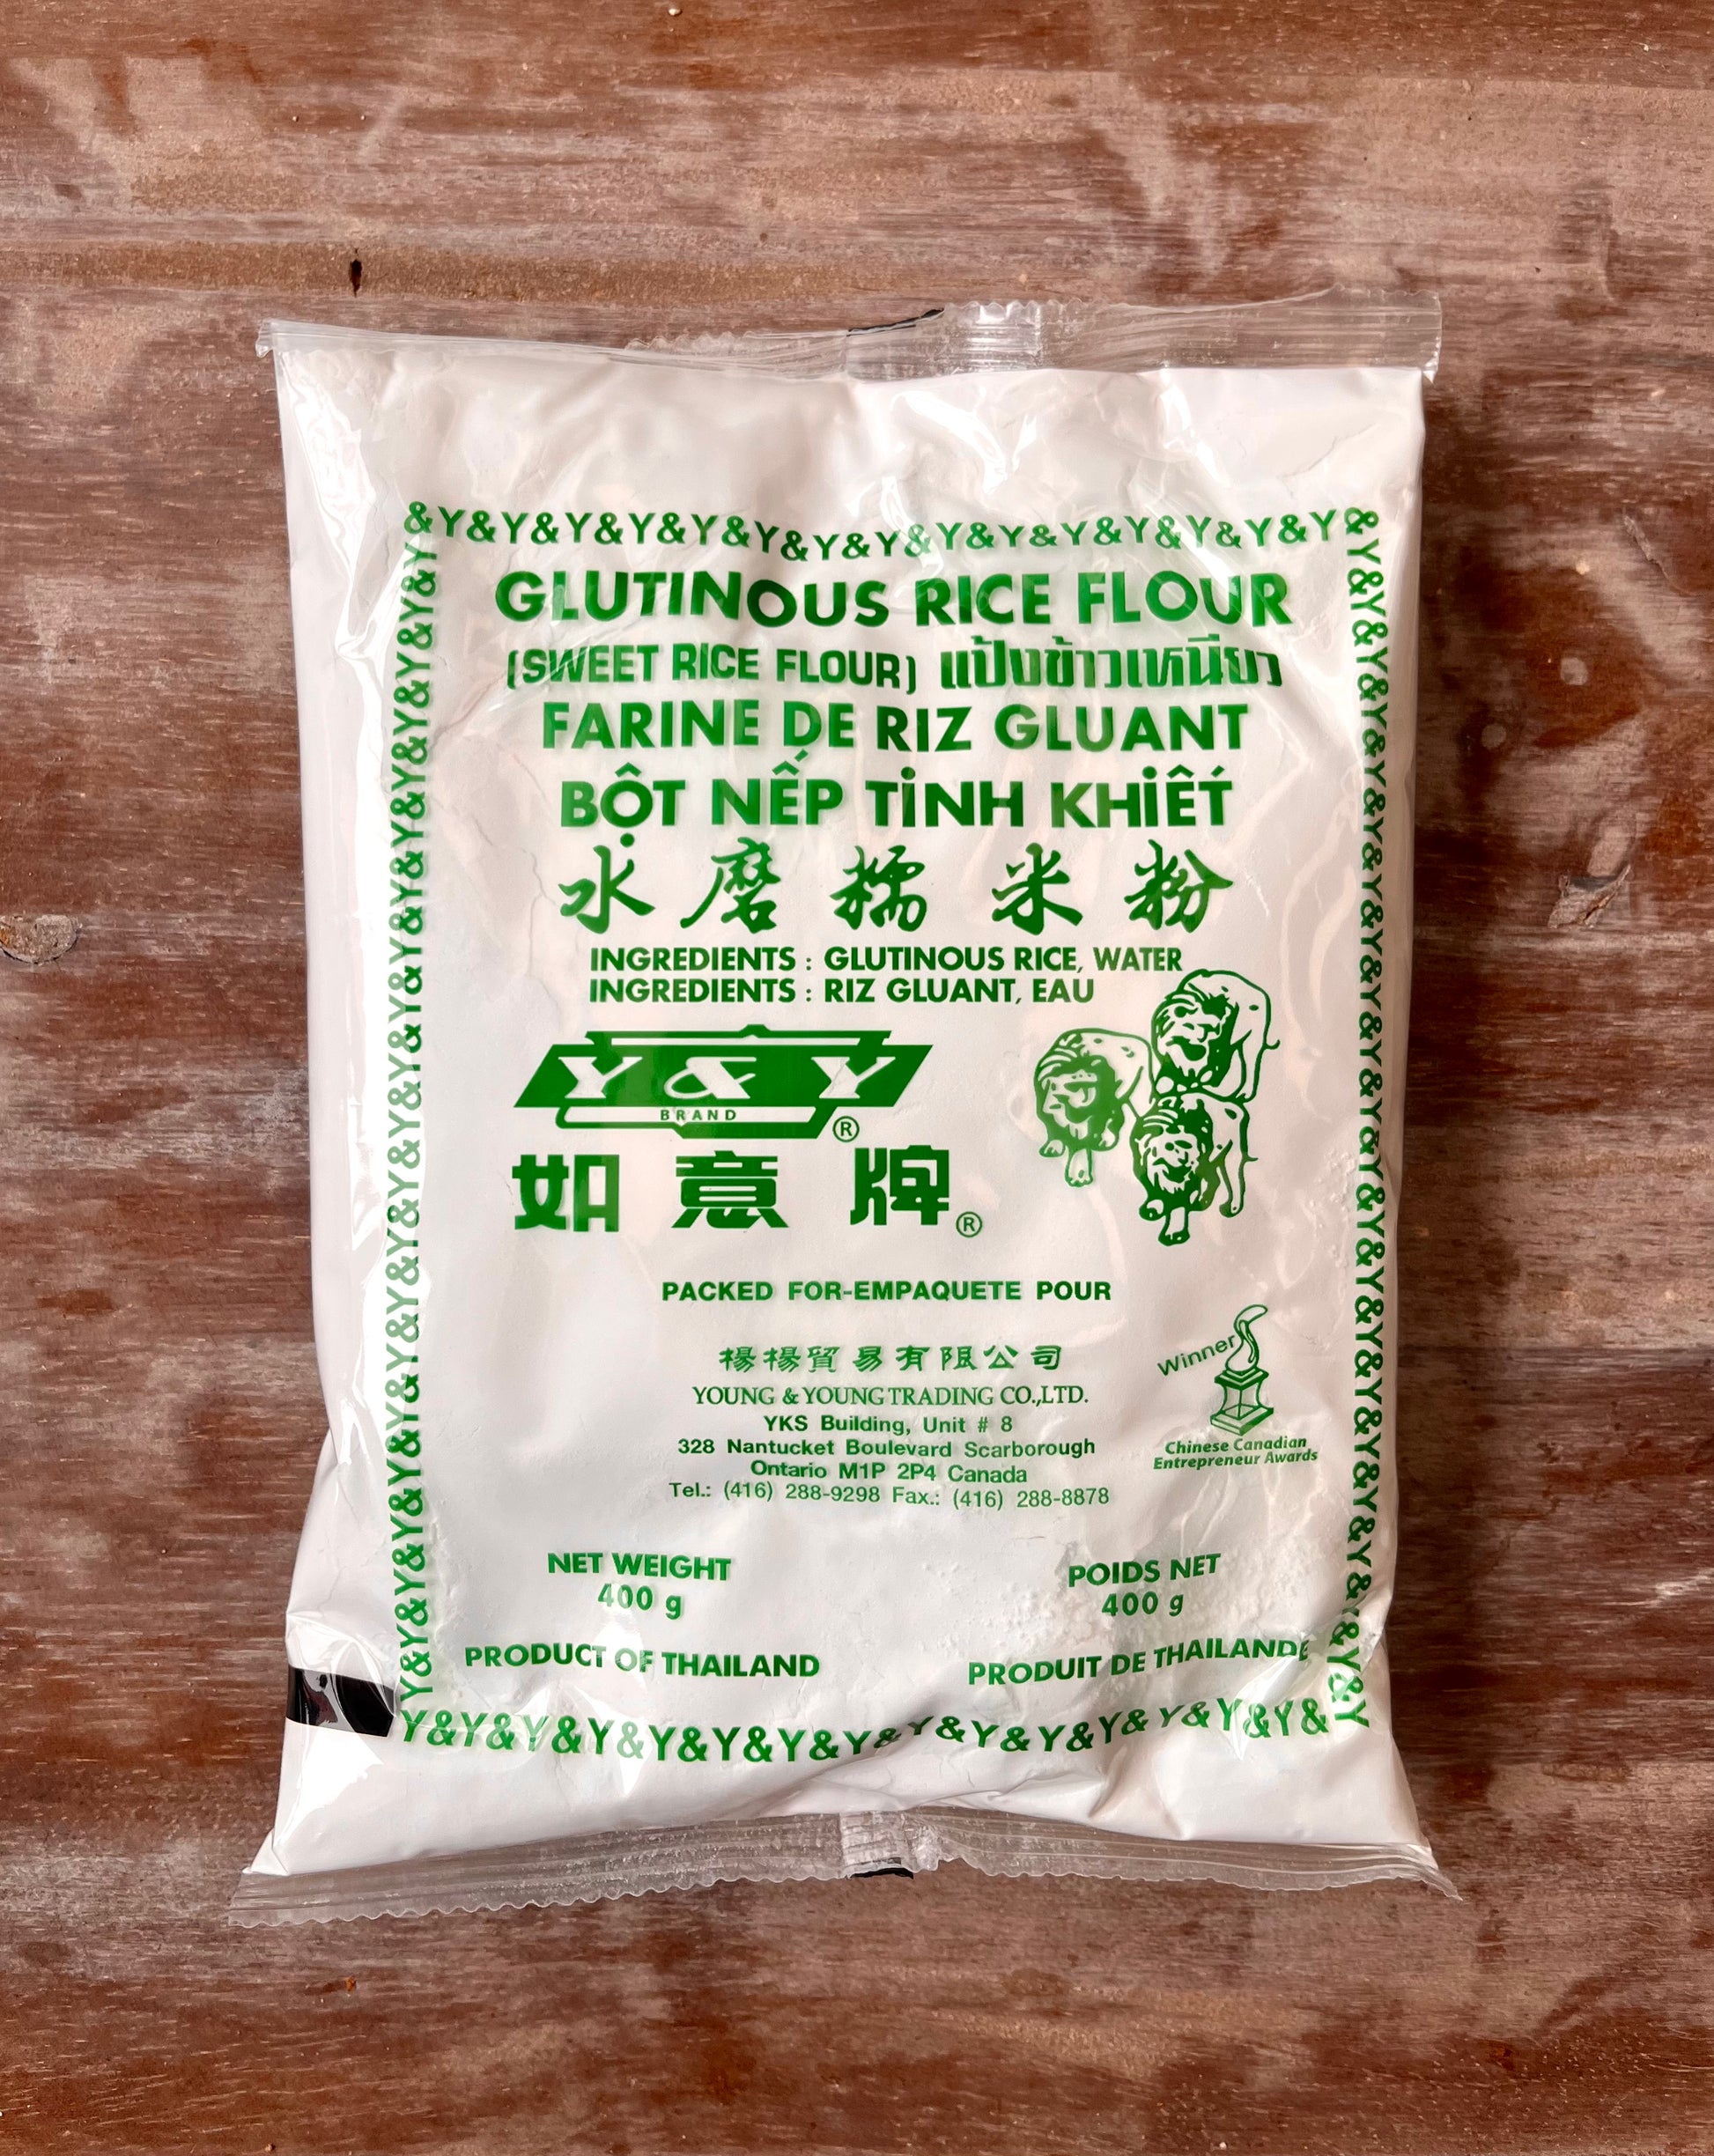 &Y&Y&Y&Y&Y&Y&Y&Y&Y&Y&Y&Y&Y&Y&Y&
GLUTINOUS RICE FLOUR
(SWEET RICE FLOUR) แป้งข้าวเหนียว
FARINE DE RIZ GLUANT
BỘT NẾP TiNH KHiẾT
水磨糯米粉
INGREDIENTS : GLUTINOUS RICE, WATER
INGREDIENTS : RIZ GLUANT, EAU
Y & Y
BRAND
®
如意牌®
PACKED FOR-EMPAQUETE POUR
楊楊貿易有限公司
YOUNG & YOUNG TRADING CO.,LTD.
YKS Building, Unit # 8
328 Nantucket Boulevard Scarborough
Ontario M1P 2P4 Canada
Tel.: (416) 288-9298 Fax.: (416) 288-8878
Winner
Chinese Canadian
Entrepreneur Awards
NET WEIGHT
400 g
POIDS NET
400 g
PRODUCT OF THAILAND
PRODUIT DE THAILANDE
Y&Y&Y&Y&Y&Y&Y&Y&Y&Y&Y&Y&Y&Y&Y&